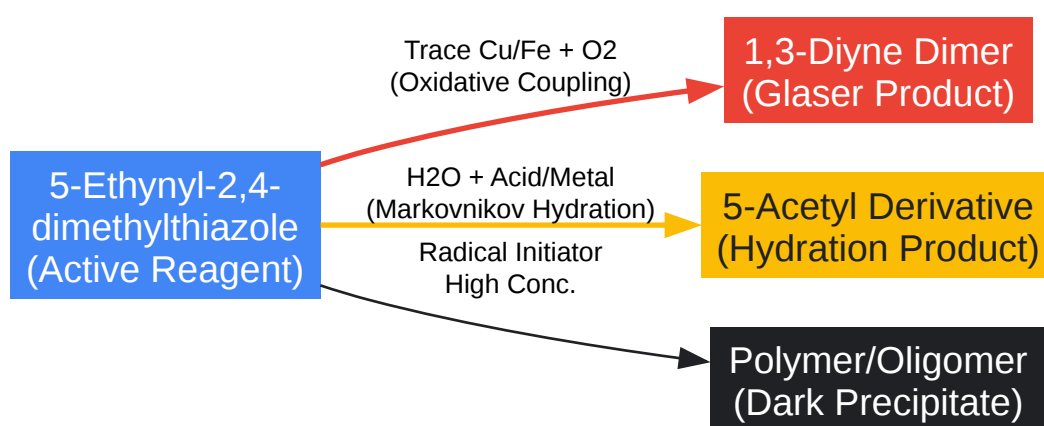 Trace Cu/Fe + O2
(Oxidative Coupling)
1,3-Diyne Dimer
(Glaser Product)
5-Ethynyl-2,4-
dimethylthiazole
(Active Reagent)
H2O + Acid/Metal
(Markovnikov Hydration)
5-Acetyl Derivative
(Hydration Product)
Radical Initiator
High Conc.
Polymer/Oligomer
(Dark Precipitate)